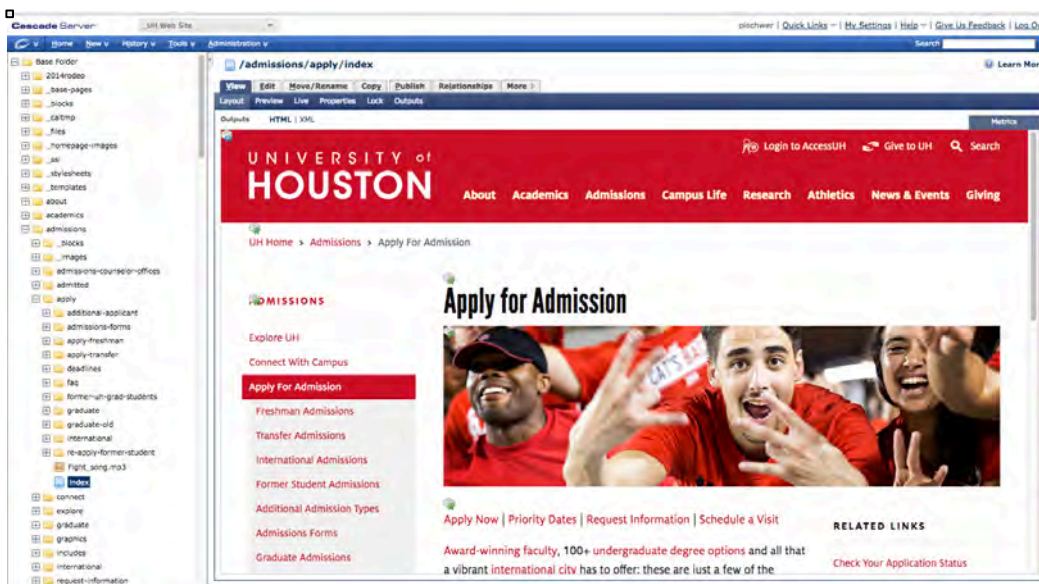 Cascade Server
_UH Web Site
pischwer | Quick Links | My Settings | Help | Give Us Feedback | Log O
Home New History Tools Administration
Search
Base Folder
2014rodeo
_base-pages
_blocks
_caltmp
_files
_homepage-images
_ssi
_stylesheets
_templates
about
academics
admissions
_blocks
_images
admissions-counselor-offices
admitted
apply
additional-applicant
admissions-forms
apply-freshman
apply-transfer
deadlines
faq
former-uh-grad-students
graduate
graduate-old
international
re-apply-former-student
Fight_song.mp3
index
connect
explore
graduate
graphics
includes
international
request-information
/admissions/apply/index
Learn Mor
View Edit Move/Rename Copy Publish Relationships More
Layout Preview Live Properties Lock Outputs
Outputs HTML | XML
Metrics
UNIVERSITY of
HOUSTON
Login to AccessUH Give to UH Search
About Academics Admissions Campus Life Research Athletics News & Events Giving
UH Home > Admissions > Apply For Admission
ADMISSIONS
Explore UH
Connect With Campus
Apply For Admission
Freshman Admissions
Transfer Admissions
International Admissions
Former Student Admissions
Additional Admission Types
Admissions Forms
Graduate Admissions
Apply for Admission
CATS
Apply Now | Priority Dates | Request Information | Schedule a Visit
Award-winning faculty, 100+ undergraduate degree options and all that
a vibrant international city has to offer: these are just a few of the
RELATED LINKS
Check Your Application Status